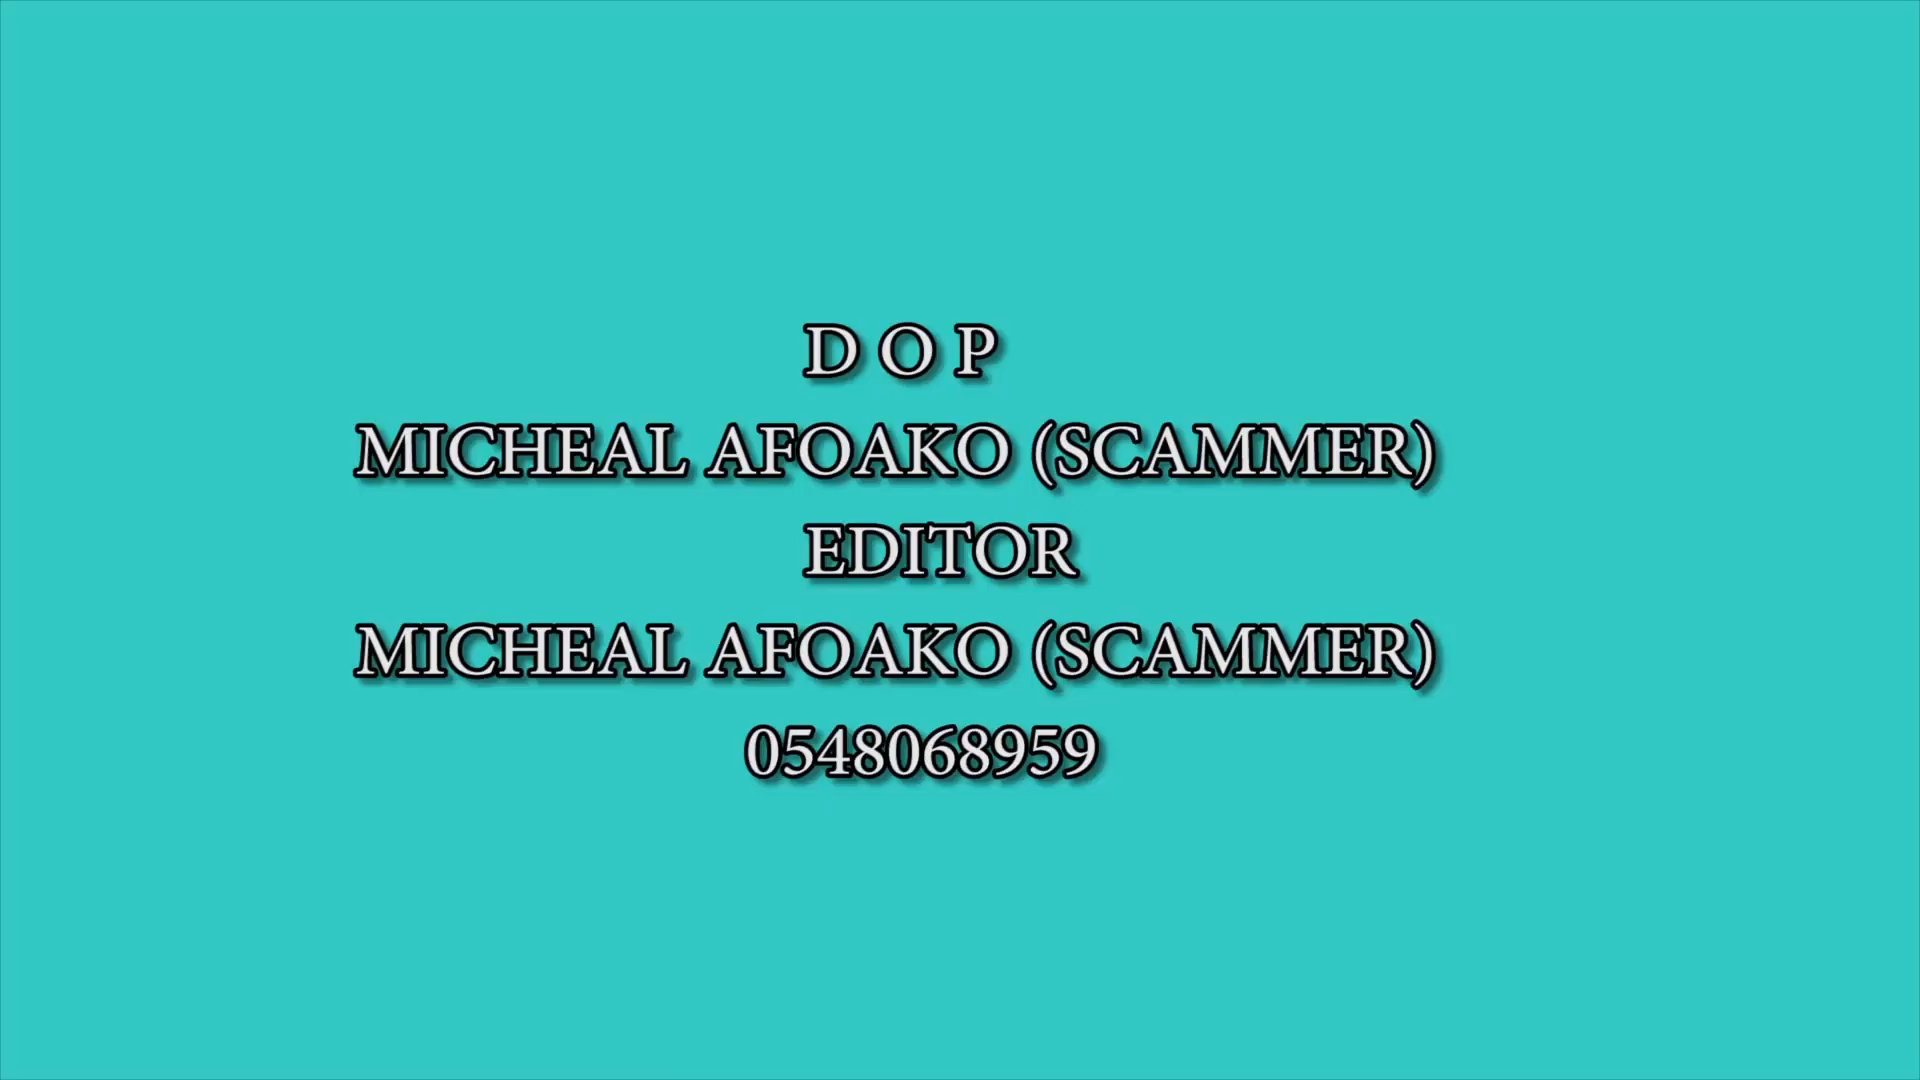 D O P
MICHEAL AFOAKO (SCAMMER)
EDITOR
MICHEAL AFOAKO (SCAMMER)
0548068959